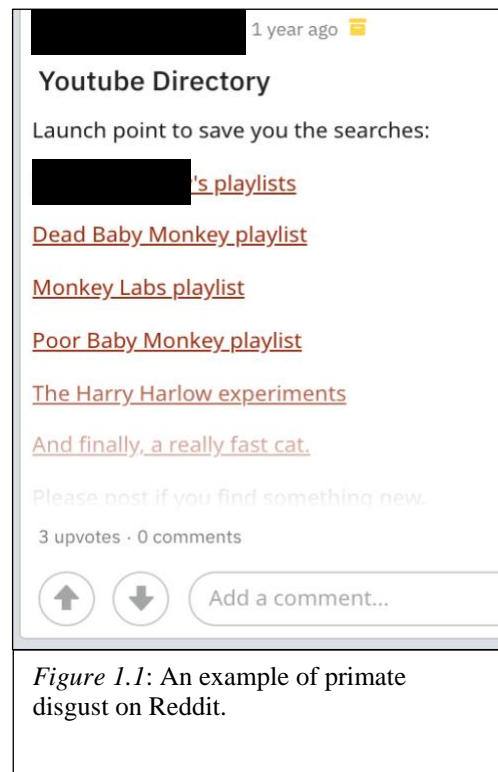 1 year ago
Youtube Directory
Launch point to save you the searches:
's playlists
Dead Baby Monkey playlist
Monkey Labs playlist
Poor Baby Monkey playlist
The Harry Harlow experiments
And finally, a really fast cat.
Please post if you find something new.
3 upvotes · 0 comments
Add a comment...
Figure 1.1: An example of primate
disgust on Reddit.